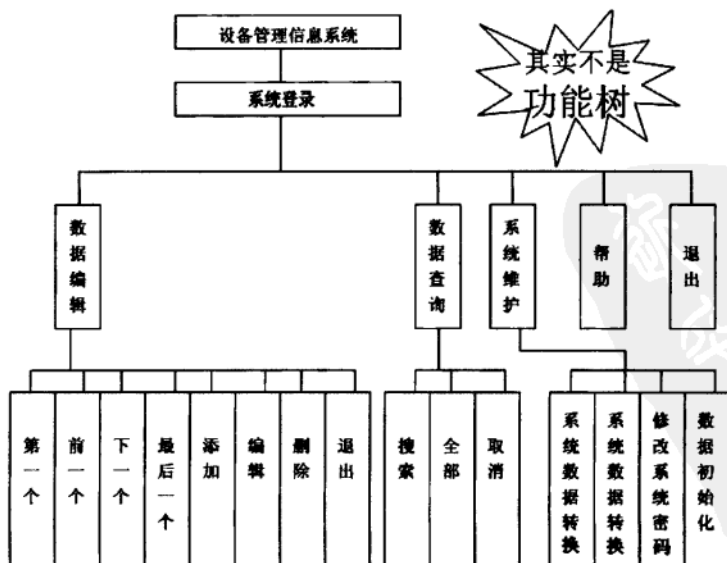 设备管理信息系统
其实不是
功能树
系统登录
数据编辑
数据查询
系统维护
帮助
退出
第一个
前一个
下一个
最后一个
添加
编辑
删除
退出
搜索
全部
取消
系统数据转换
系统数据转换
修改系统密码
数据初始化